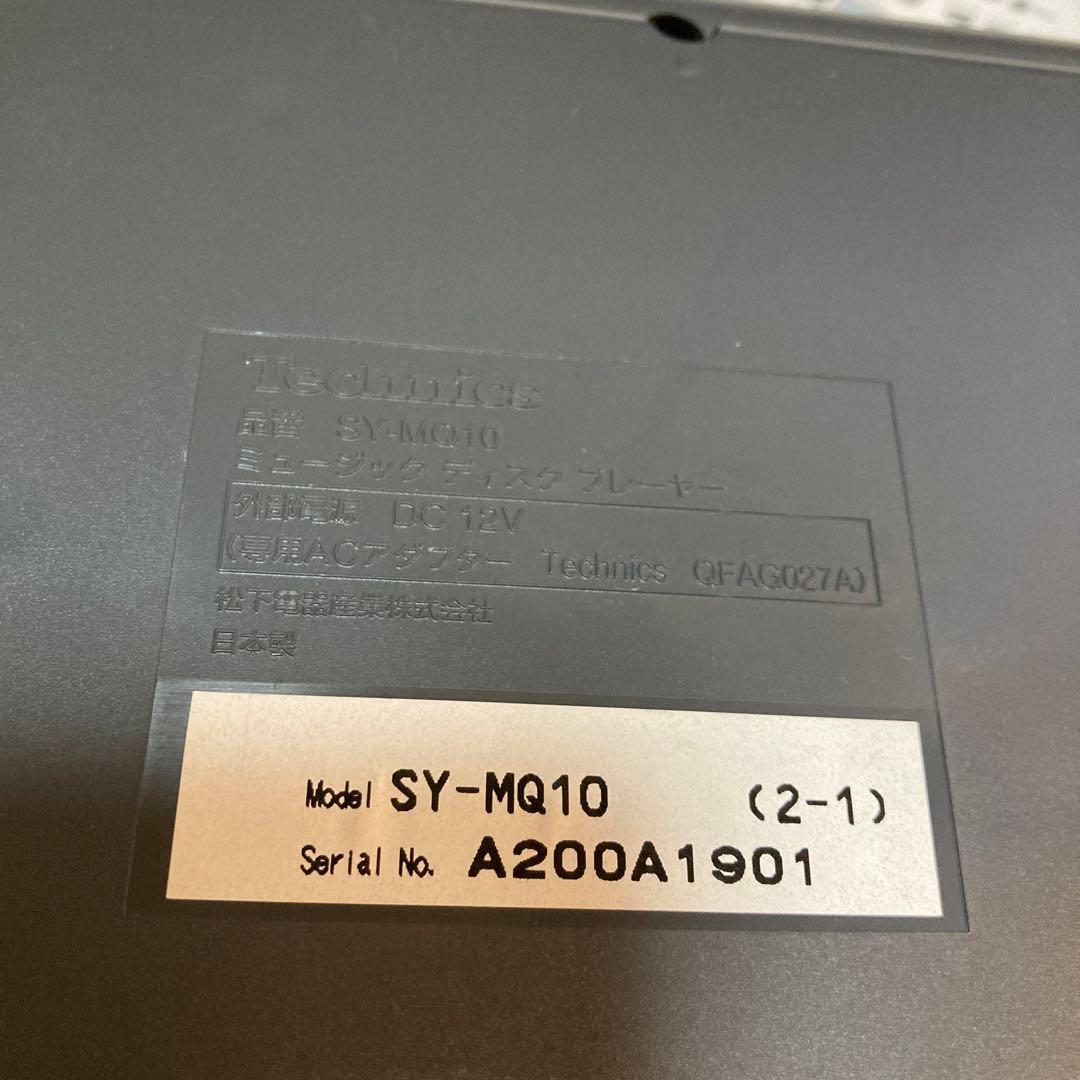 Technics
品番 SY-MQ10
ミュージック ディスク プレーヤー
外部電源 DC 12V
(専用ACアダプター Technics QFAG027A)
松下電器産業株式会社
日本製
Model SY-MQ10 (2-1)
Serial No. A200A1901